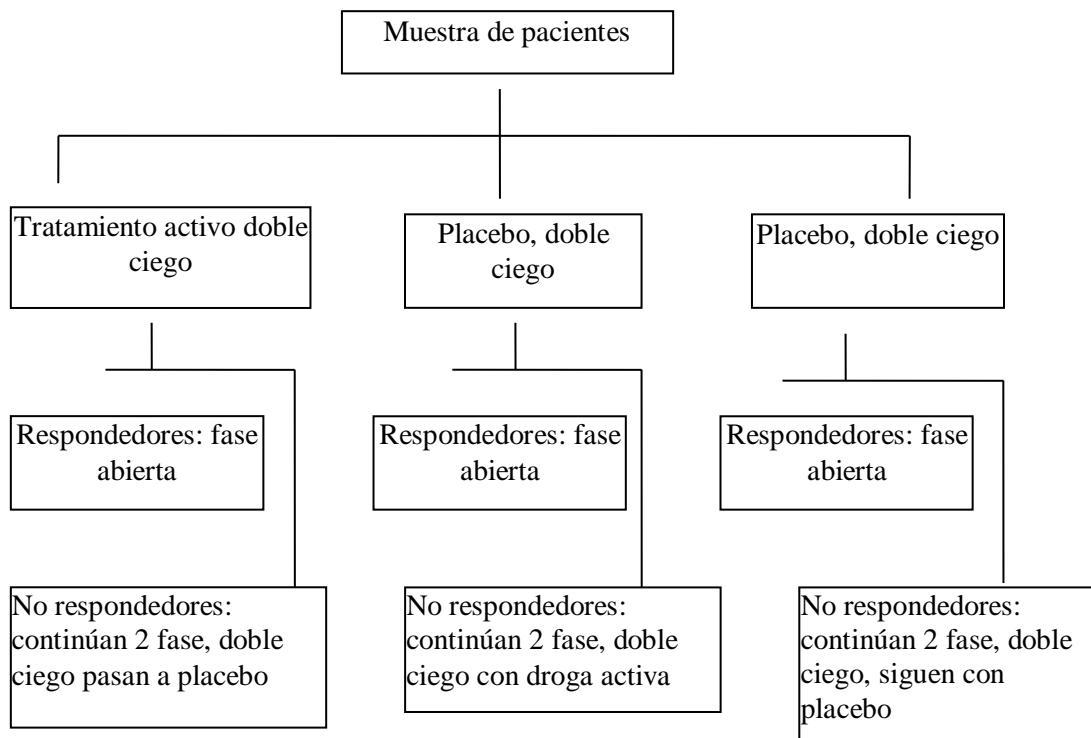 Muestra de pacientes
Tratamiento activo doble
ciego
Placebo, doble
ciego
Placebo, doble ciego
Respondedores: fase
abierta
Respondedores: fase
abierta
Respondedores: fase
abierta
No respondedores:
continúan 2 fase, doble
ciego pasan a placebo
No respondedores:
continúan 2 fase, doble
ciego con droga activa
No respondedores:
continúan 2 fase, doble
ciego, siguen con
placebo